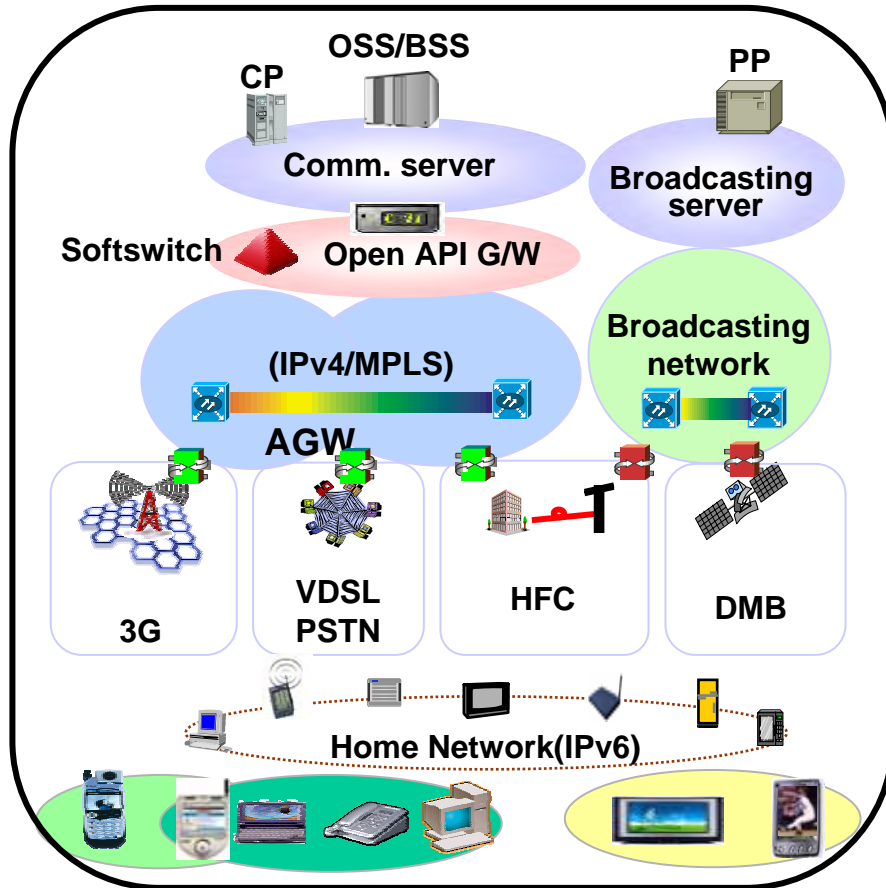 OSS/BSS
CP
PP
Comm. server
Broadcasting
server
Softswitch
Open API G/W
Broadcasting
network
(IPv4/MPLS)
AGW
3G
VDSL
PSTN
HFC
DMB
Home Network(IPv6)